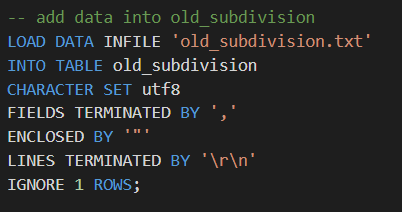 -- add data into old_subdivision
LOAD DATA INFILE 'old_subdivision.txt'
INTO TABLE old_subdivision
CHARACTER SET utf8
FIELDS TERMINATED BY ','
ENCLOSED BY '"'
LINES TERMINATED BY '\r\n'
IGNORE 1 ROWS;